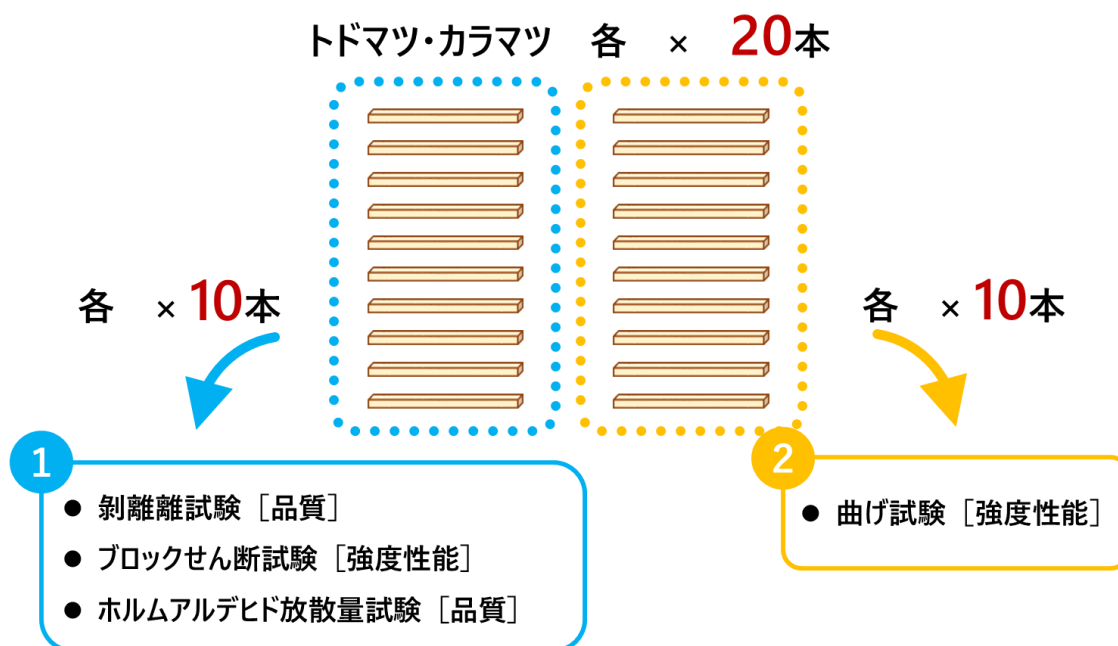 トドマツ・カラマツ 各 × 20本
各 × 10本
各 × 10本
1
● 剝離離試験［品質］
● ブロックせん断試験［強度性能］
● ホルムアルデヒド放散量試験［品質］
2
● 曲げ試験［強度性能］